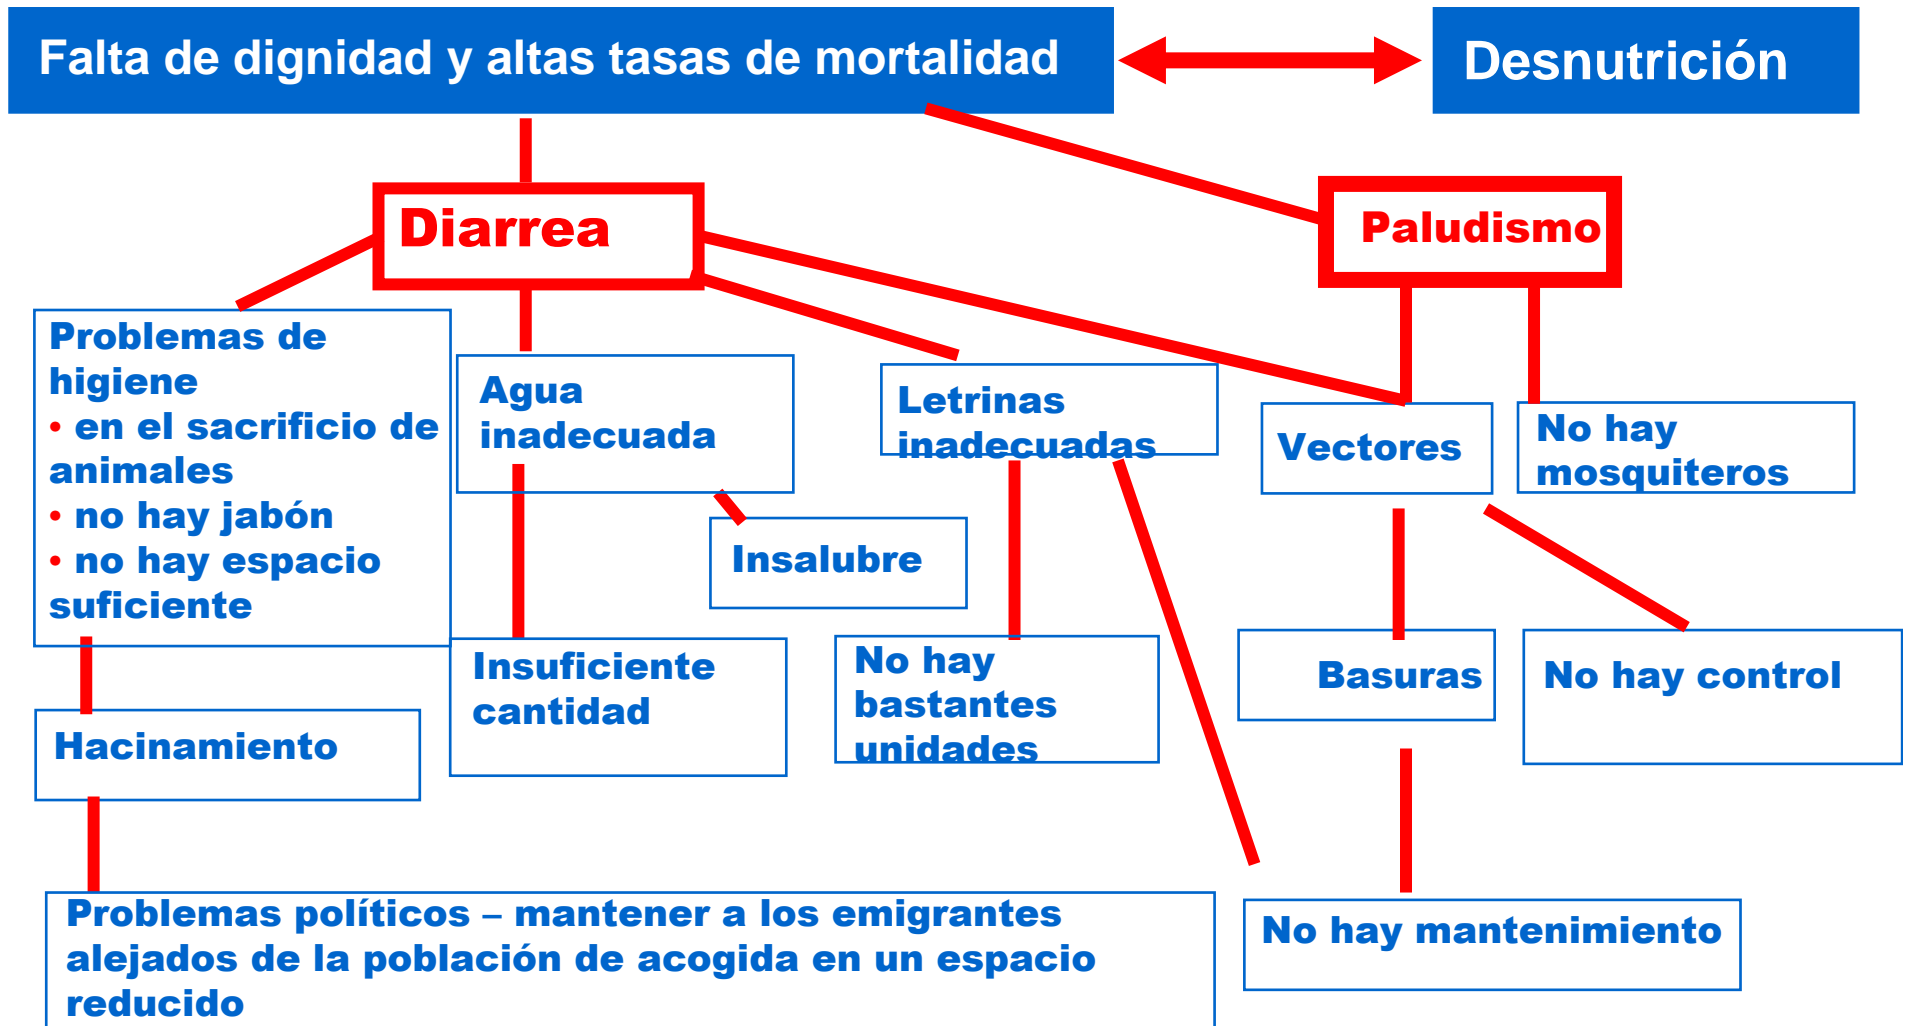 Falta de dignidad y altas tasas de mortalidad
Desnutrición
Diarrea
Paludismo
Problemas de
higiene
• en el sacrificio de
animales
• no hay jabón
• no hay espacio
suficiente
Agua
inadecuada
Letrinas
inadecuadas
Vectores
No hay
mosquiteros
Insalubre
Insuficiente
cantidad
No hay
bastantes
unidades
Basuras
No hay control
Hacinamiento
Problemas políticos – mantener a los emigrantes
alejados de la población de acogida en un espacio
reducido
No hay mantenimiento